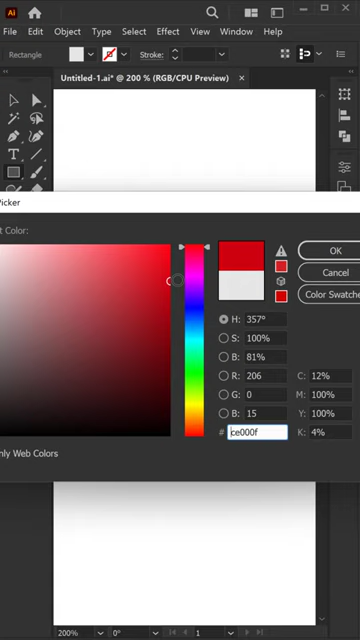 Ai
File Edit Object Type Select Effect View Window
Rectangle Stroke:
Untitled-1.ai* @ 200 % (RGB/CPU Preview) ×
Picker
t Color:
OK
Cancel
Color Swatche
H: 357°
S: 100%
B: 81%
R: 206 C: 12%
G: 0 M: 100%
B: 15 Y: 100%
# ce000f K: 4%
nly Web Colors
200% 0° 1